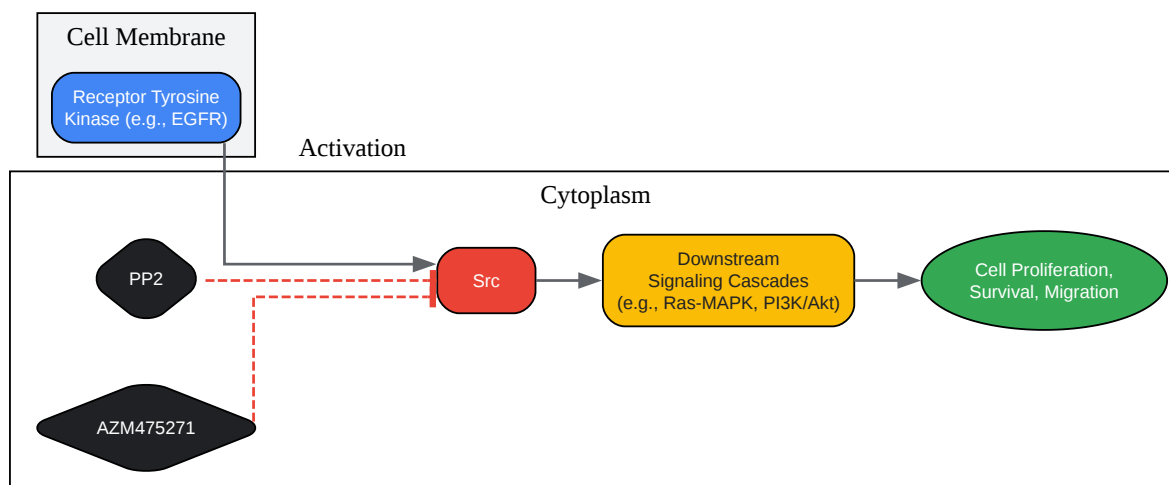 Cell Membrane
Receptor Tyrosine
Kinase (e.g., EGFR)
Activation
Cytoplasm
PP2
Src
Downstream
Signaling Cascades
(e.g., Ras-MAPK, PI3K/Akt)
Cell Proliferation,
Survival, Migration
AZM475271